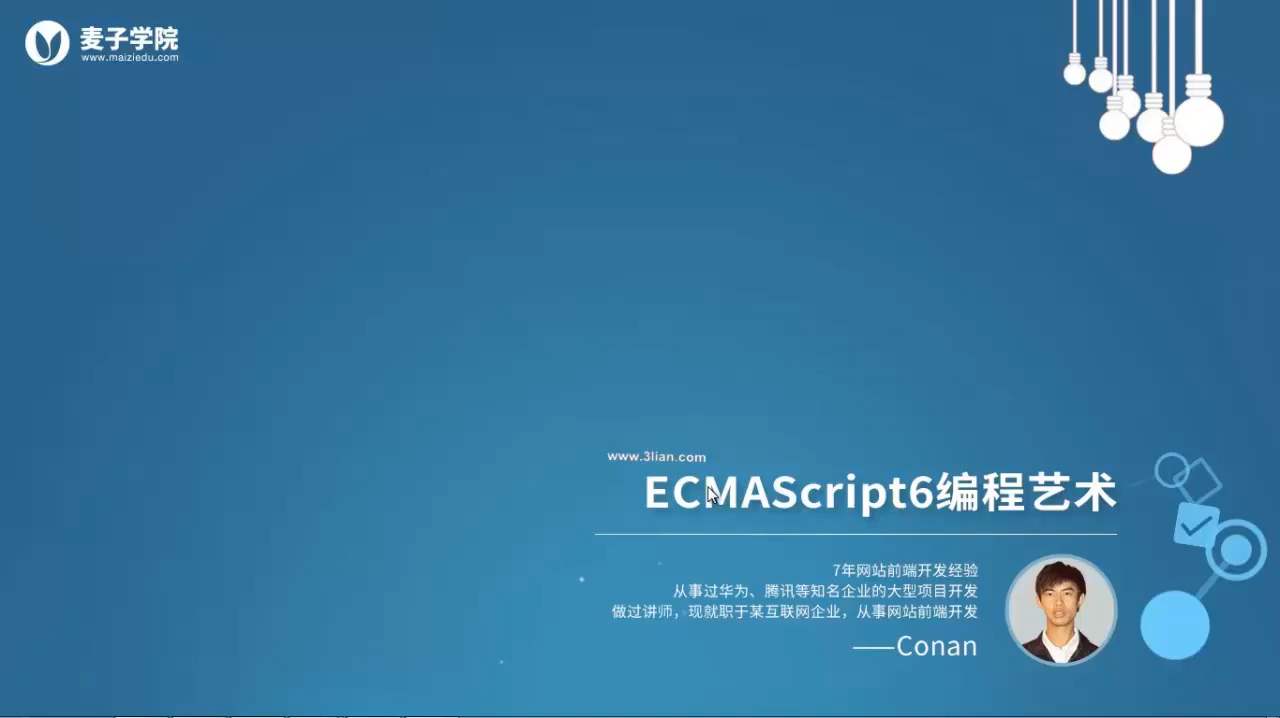 麦子学院
www.maiziedu.com
www.3lian.com
ECMAScript6编程艺术
7年网站前端开发经验
从事过华为、腾讯等知名企业的大型项目开发
做过讲师，现就职于某互联网企业，从事网站前端开发
——Conan